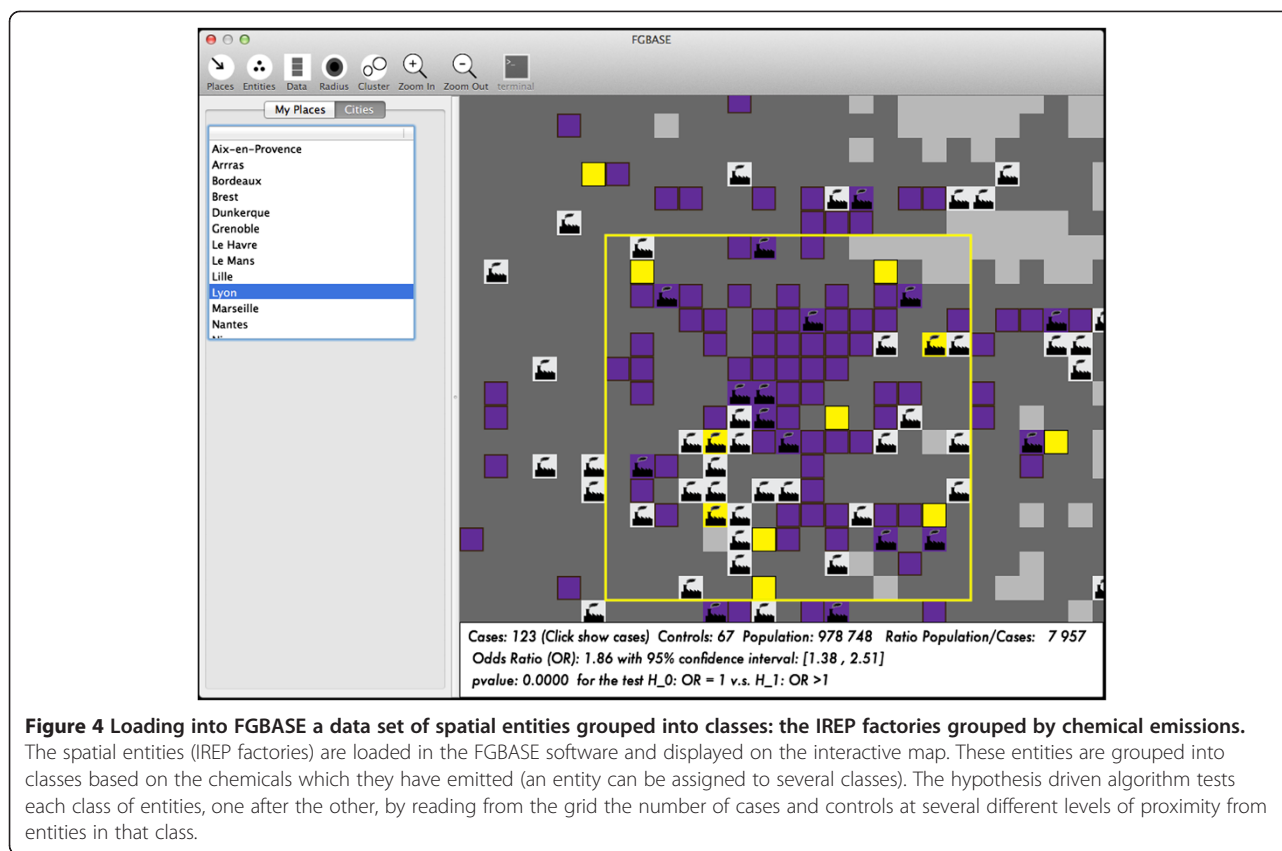 FGBASE
Places Entities Data Radius Cluster Zoom In Zoom Out terminal
My Places Cities
Aix-en-Provence
Arrras
Bordeaux
Brest
Dunkerque
Grenoble
Le Havre
Le Mans
Lille
Lyon
Marseille
Nantes
Cases: 123 (Click show cases) Controls: 67 Population: 978 748 Ratio Population/Cases: 7 957
Odds Ratio (OR): 1.86 with 95% confidence interval: [1.38 , 2.51]
pvalue: 0.0000 for the test H_0: OR = 1 v.s. H_1: OR >1
Figure 4 Loading into FGBASE a data set of spatial entities grouped into classes: the IREP factories grouped by chemical emissions.
The spatial entities (IREP factories) are loaded in the FGBASE software and displayed on the interactive map. These entities are grouped into
classes based on the chemicals which they have emitted (an entity can be assigned to several classes). The hypothesis driven algorithm tests
each class of entities, one after the other, by reading from the grid the number of cases and controls at several different levels of proximity from
entities in that class.